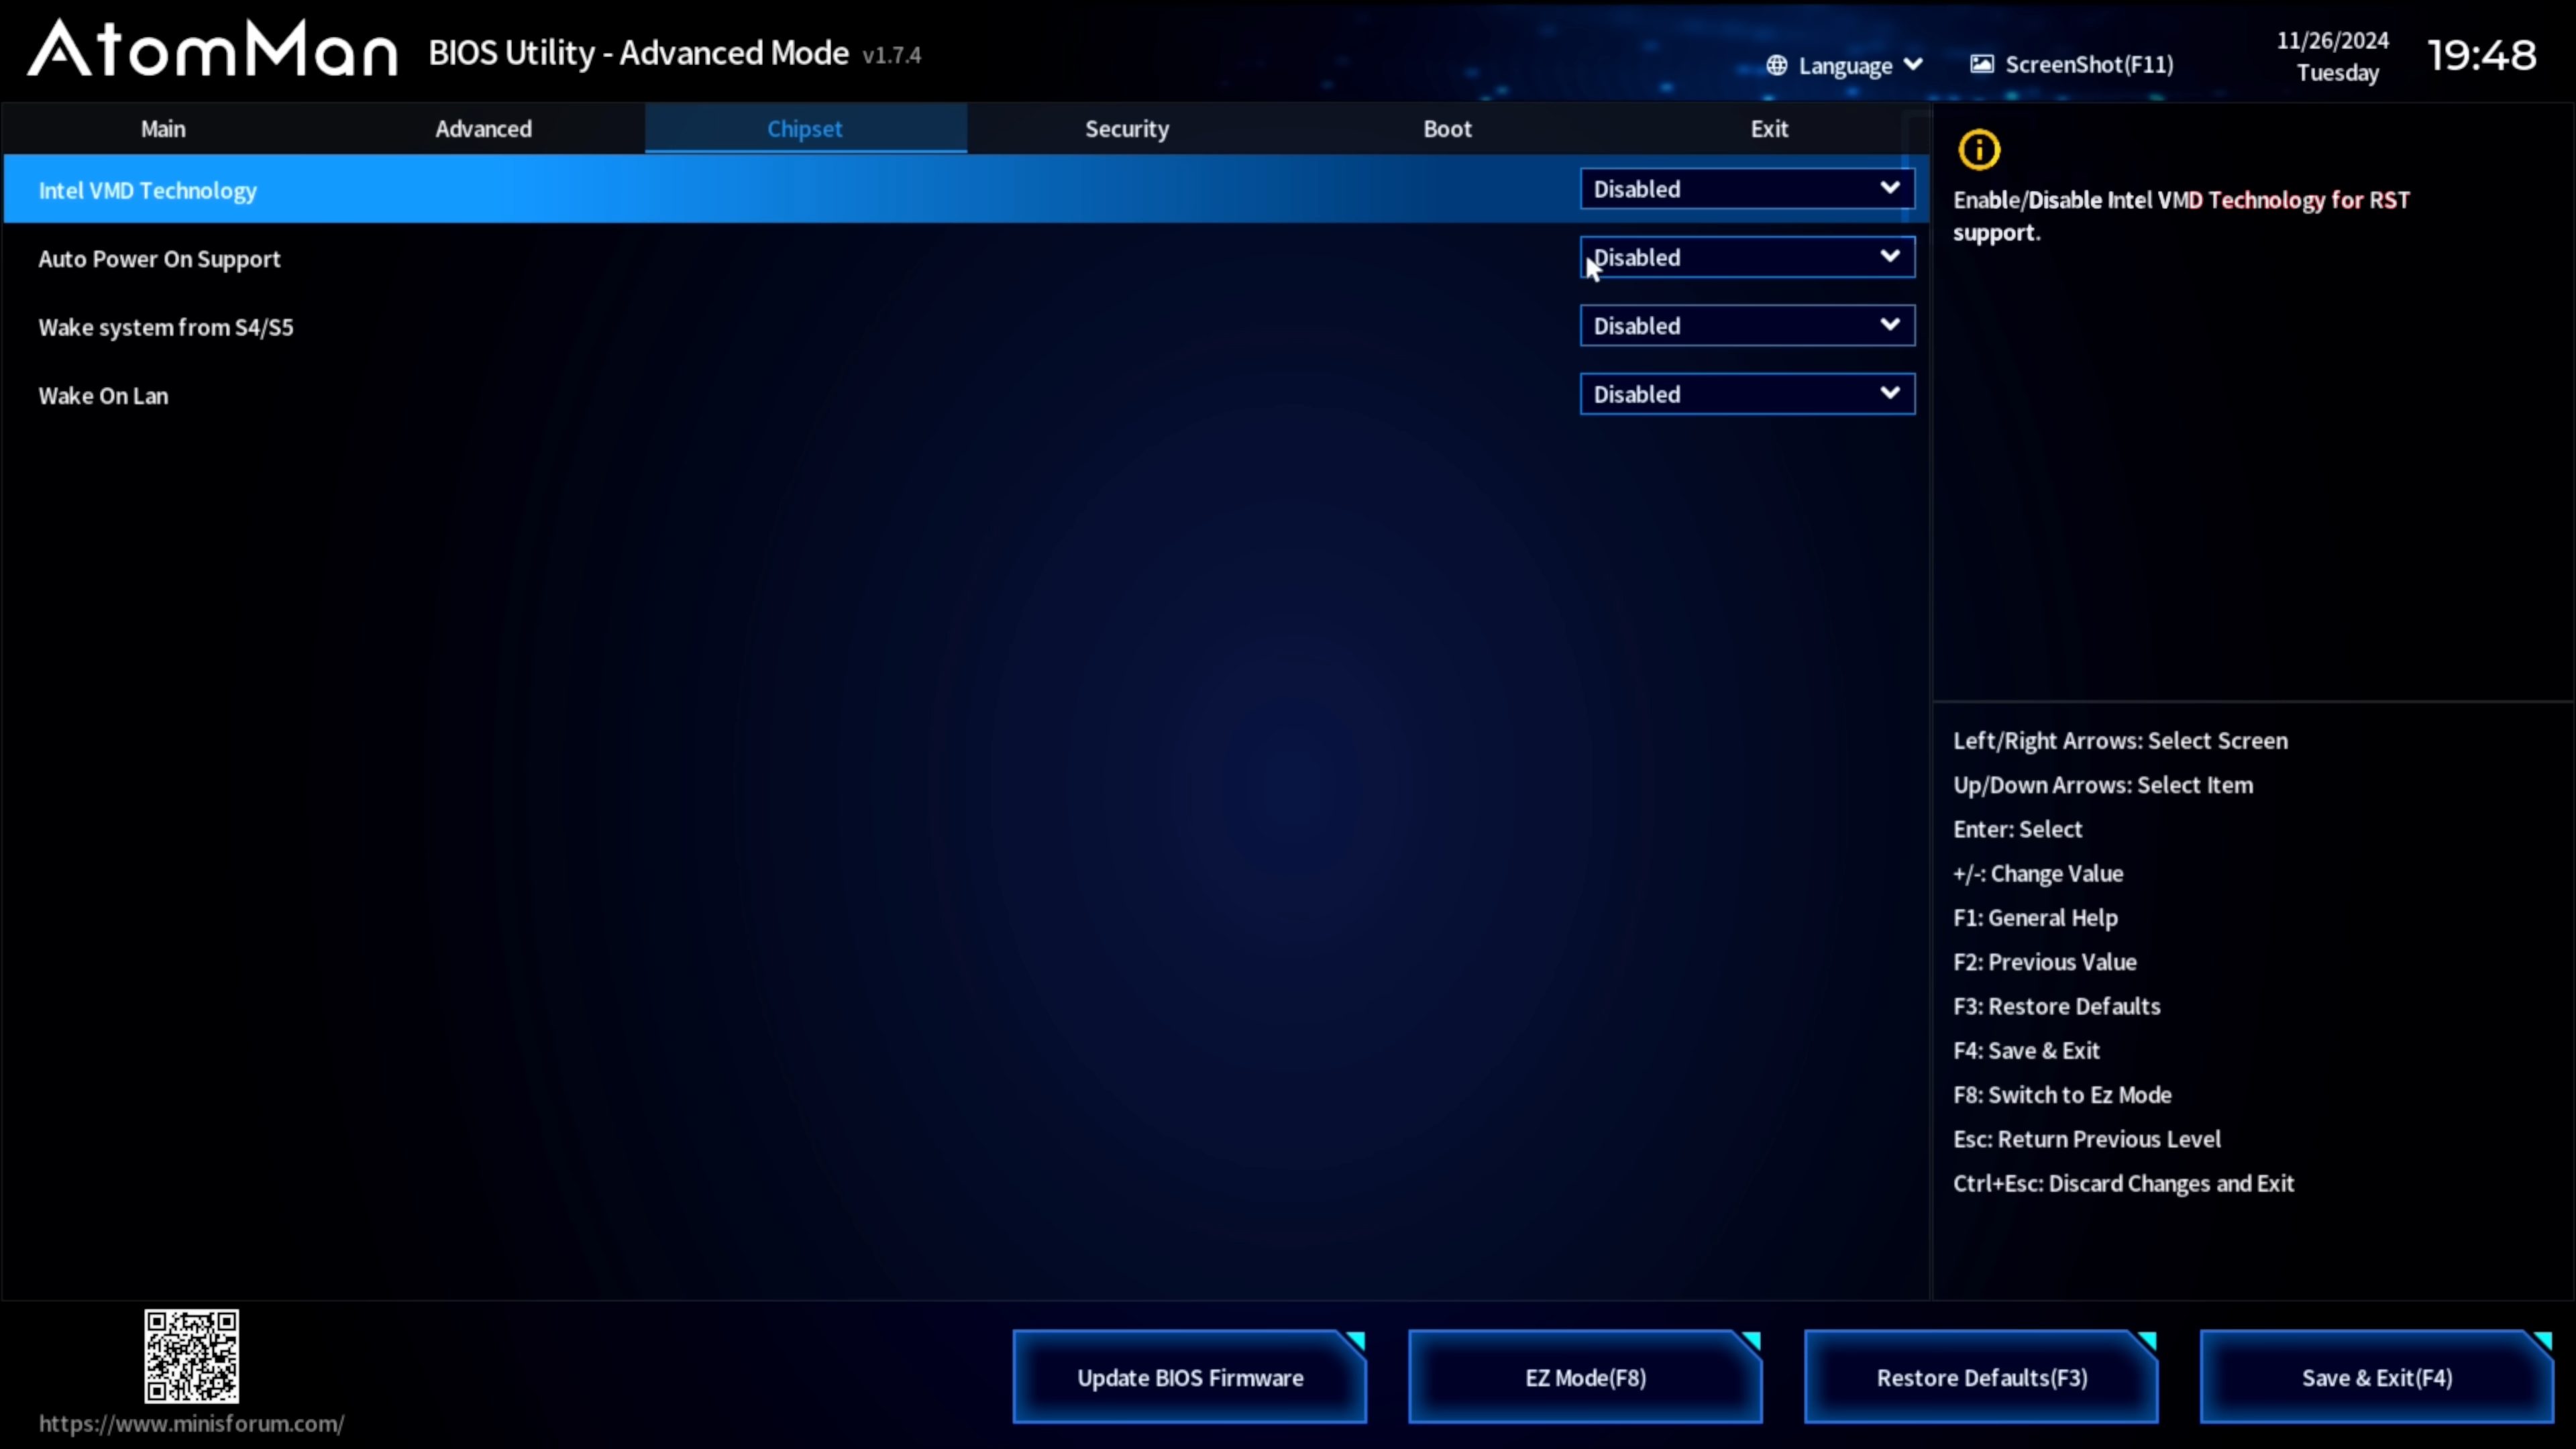 AtomMan
BIOS Utility - Advanced Mode v1.7.4
Language
ScreenShot(F11)
11/26/2024
Tuesday
19:48
Main
Advanced
Chipset
Security
Boot
Exit
Intel VMD Technology
Disabled
Auto Power On Support
Disabled
Wake system from S4/S5
Disabled
Wake On Lan
Disabled
Enable/Disable Intel VMD Technology for RST
support.
Left/Right Arrows: Select Screen
Up/Down Arrows: Select Item
Enter: Select
+/-: Change Value
F1: General Help
F2: Previous Value
F3: Restore Defaults
F4: Save & Exit
F8: Switch to Ez Mode
Esc: Return Previous Level
Ctrl+Esc: Discard Changes and Exit
https://www.minisforum.com/
Update BIOS Firmware
EZ Mode(F8)
Restore Defaults(F3)
Save & Exit(F4)